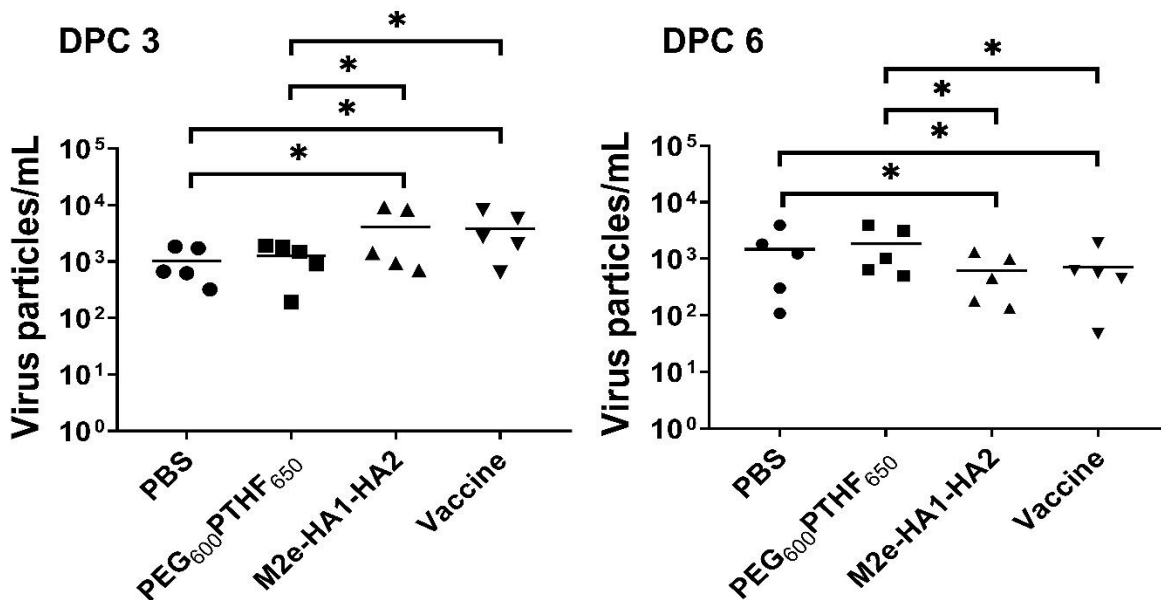 DPC 3
*
*
*
*
Virus particles/mL
10⁵
10⁴
10³
10²
10¹
10⁰
PBS
PEG₆₀₀PTHF₆₅₀
M2e-HA1-HA2
Vaccine
DPC 6
*
*
*
*
Virus particles/mL
10⁵
10⁴
10³
10²
10¹
10⁰
PBS
PEG₆₀₀PTHF₆₅₀
M2e-HA1-HA2
Vaccine